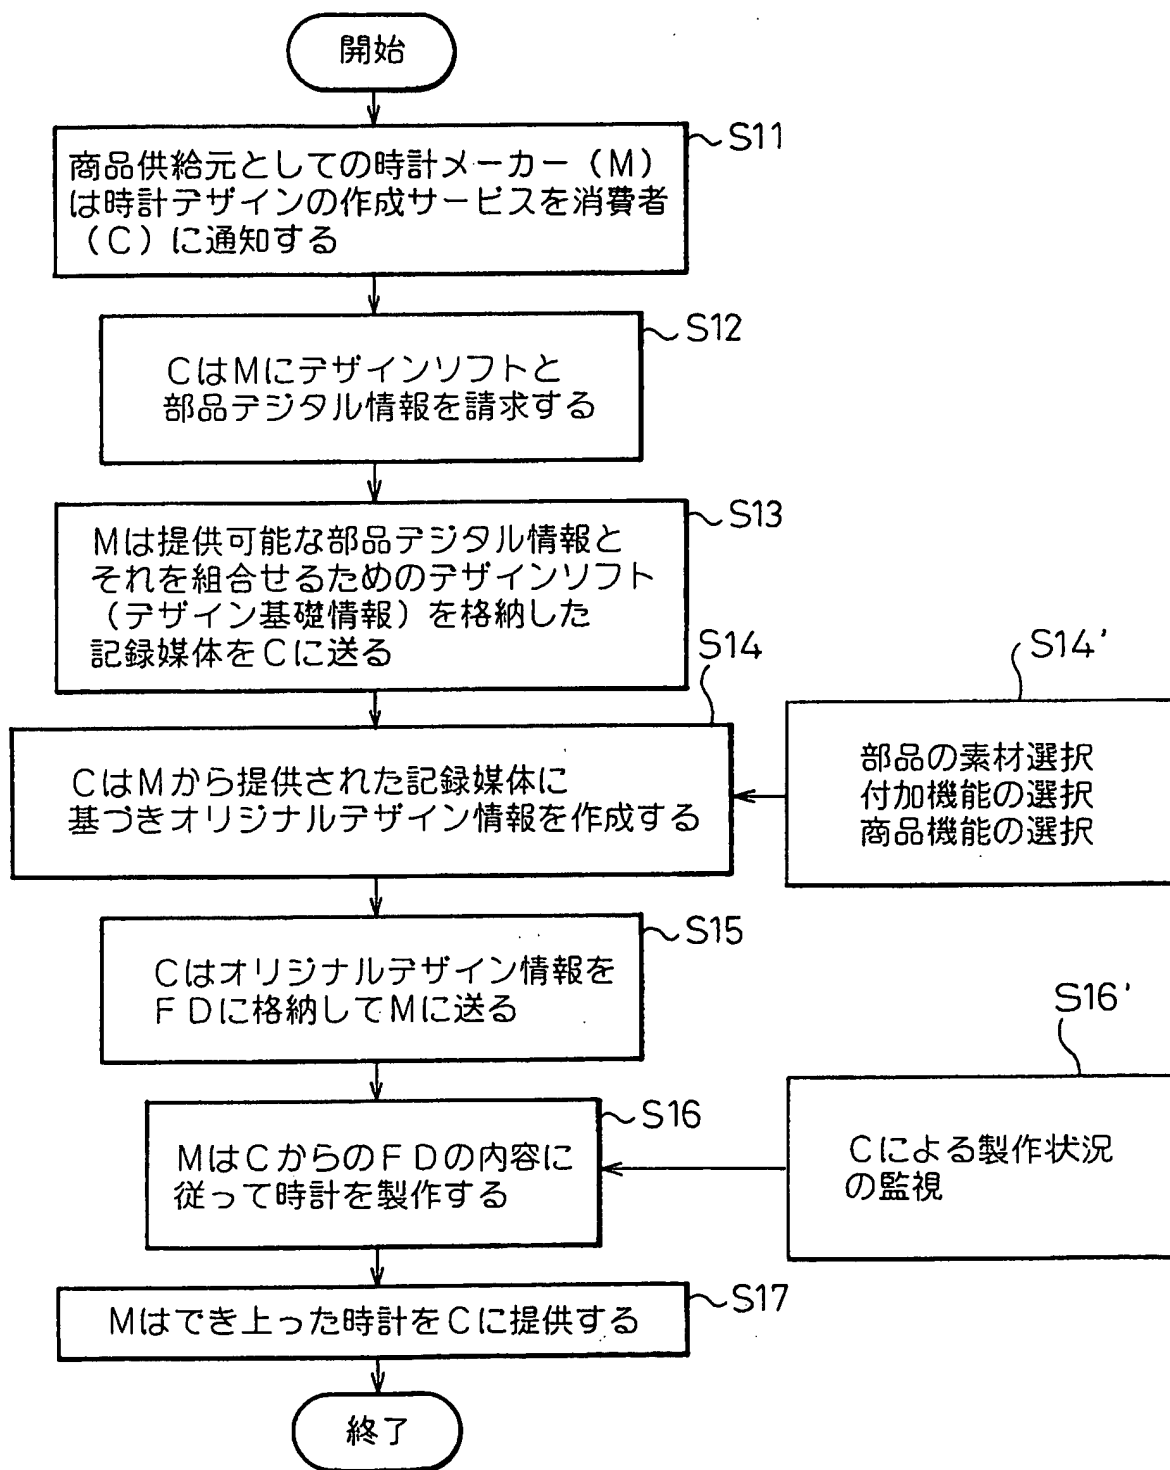 開始
S11
商品供給元としての時計メーカー(M)
は時計デザインの作成サービスを消費者
(C)に通知する
S12
CはMにデザインソフトと
部品デジタル情報を請求する
S13
Mは提供可能な部品デジタル情報と
それを組合せるためのデザインソフト
(デザイン基礎情報)を格納した
記録媒体をCに送る
S14
CはMから提供された記録媒体に
基づきオリジナルデザイン情報を作成する
S14'
部品の素材選択
付加機能の選択
商品機能の選択
S15
Cはオリジナルデザイン情報を
FDに格納してMに送る
S16
MはCからのFDの内容に
従って時計を製作する
S16'
Cによる製作状況
の監視
S17
Mはでき上った時計をCに提供する
終了